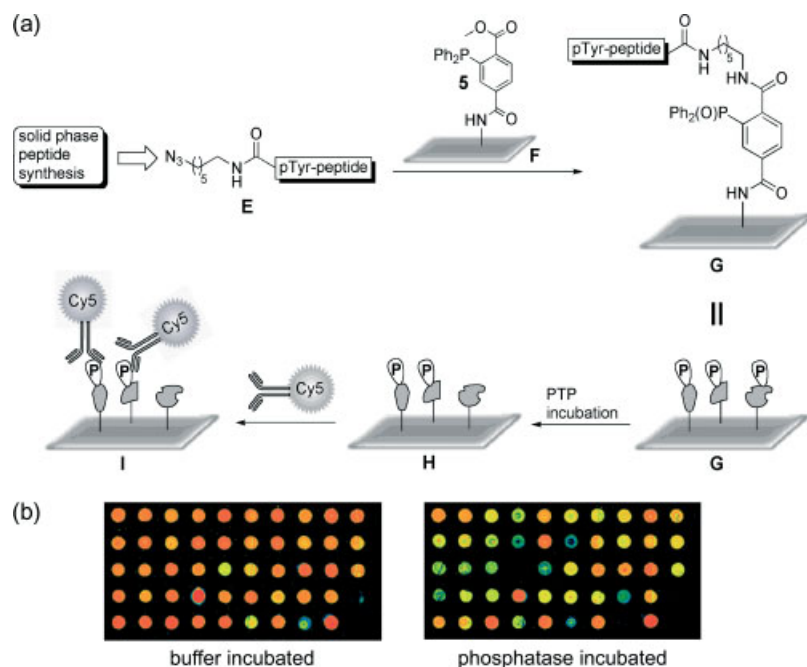 (a)
O
O
Ph₂P
5
O
HN
F
solid phase
peptide
synthesis
N₃
( )₅
N
H
O
pTyr-peptide
E
pTyr-peptide
O
N
H
( )₅
NH
O
Ph₂(O)P
O
HN
G
=
Cy5
Cy5
P
P
I
Cy5
P
P
H
PTP
incubation
P
P
P
G
(b)
buffer incubated
phosphatase incubated